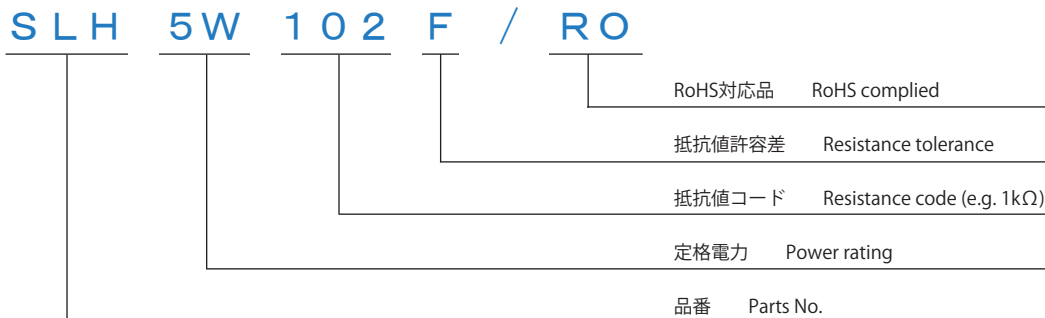 SLH 5W 102 F / RO
RoHS対応品 RoHS complied
抵抗値許容差 Resistance tolerance
抵抗値コード Resistance code (e.g. 1kΩ)
定格電力 Power rating
品番 Parts No.